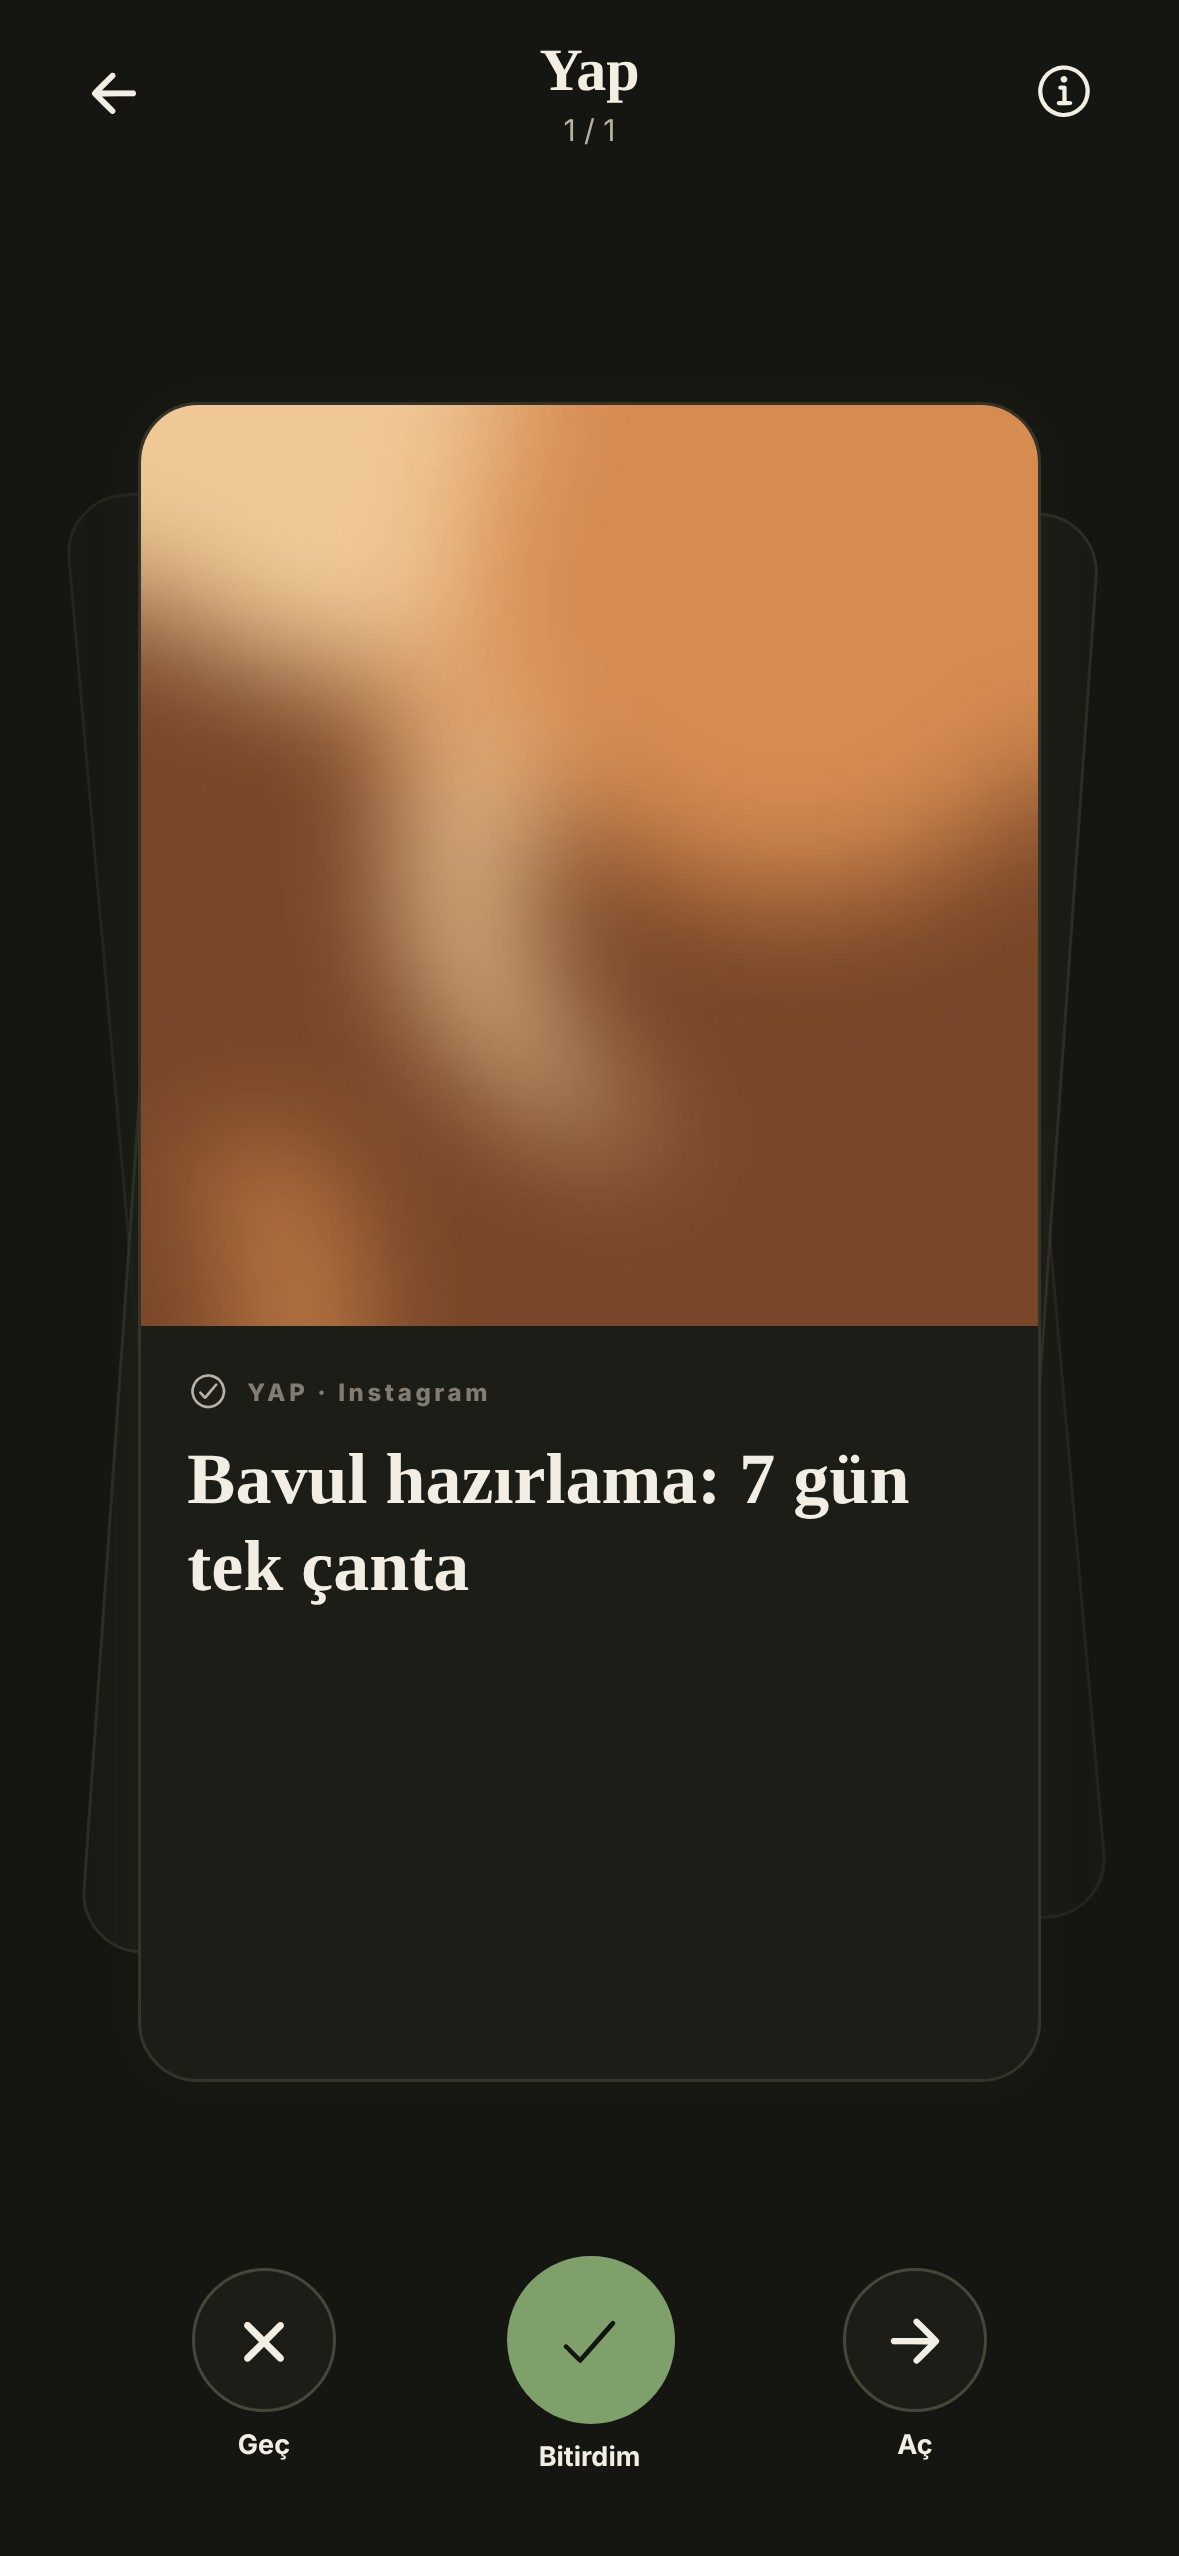 Yap
1 / 1
YAP · Instagram
Bavul hazırlama: 7 gün
tek çanta
Geç
Bitirdim
Aç